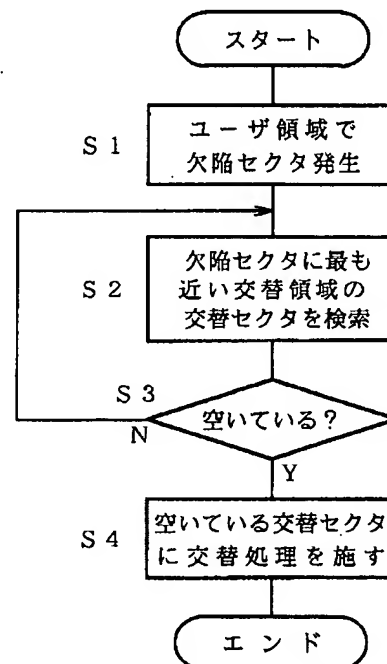 スタート
S1
ユーザ領域で
欠陥セクタ発生
S2
欠陥セクタに最も
近い交替領域の
交替セクタを検索
S3
空いている?
N
Y
S4
空いている交替セクタ
に交替処理を施す
エンド